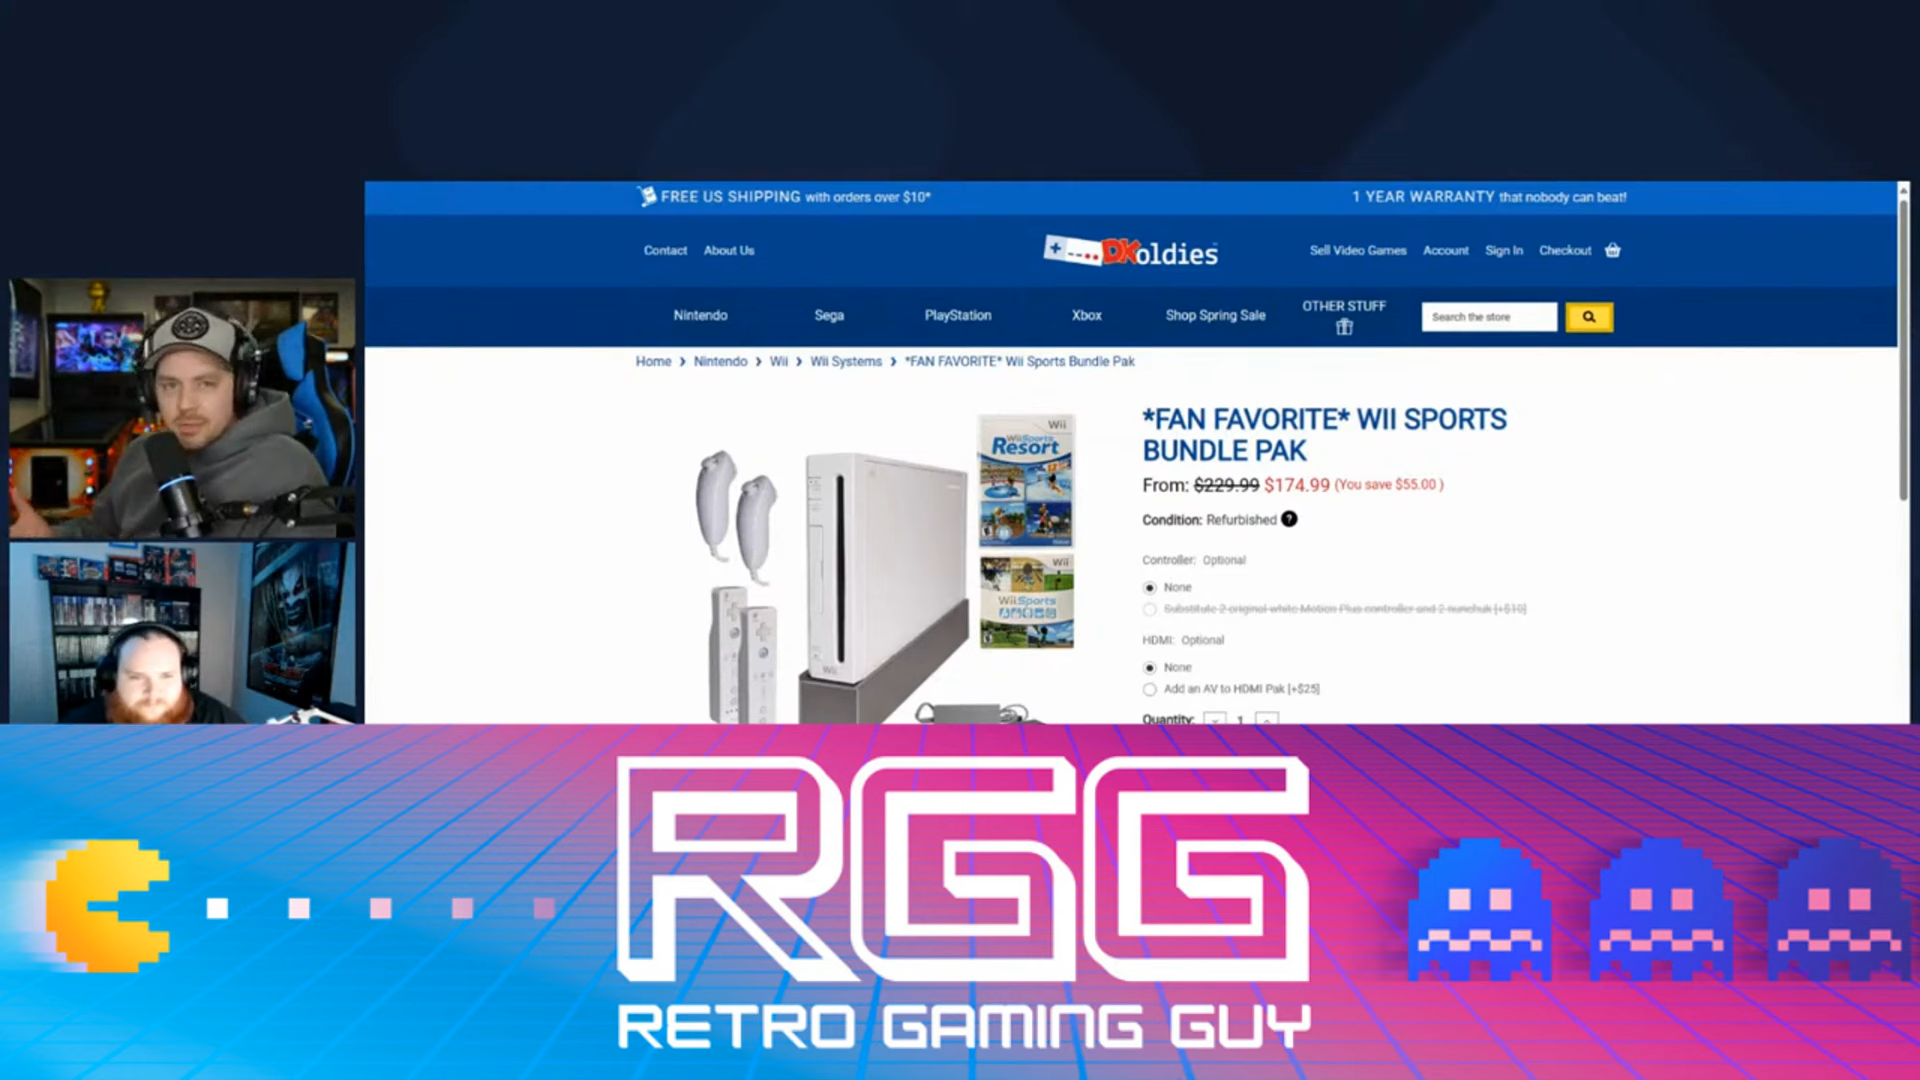 FREE US SHIPPING with orders over $10*
1 YEAR WARRANTY that nobody can beat!
Contact About Us
DKoldies
Sell Video Games Account Sign In Checkout
Nintendo Sega PlayStation Xbox Shop Spring Sale OTHER STUFF
Search the store
Home > Nintendo > Wii > Wii Systems > *FAN FAVORITE* Wii Sports Bundle Pak
Wii
Wii Sports
Resort
Wii
Wii Sports
Wii
*FAN FAVORITE* WII SPORTS
BUNDLE PAK
From: $229.99 $174.99 (You save $55.00 )
Condition: Refurbished ?
Controller: Optional
None
Substitute 2 original white Motion Plus controller and 2 nunchuk [+$10]
HDMI: Optional
None
Add an AV to HDMI Pak [+$25]
Quantity: 1
RGG
RETRO GAMING GUY